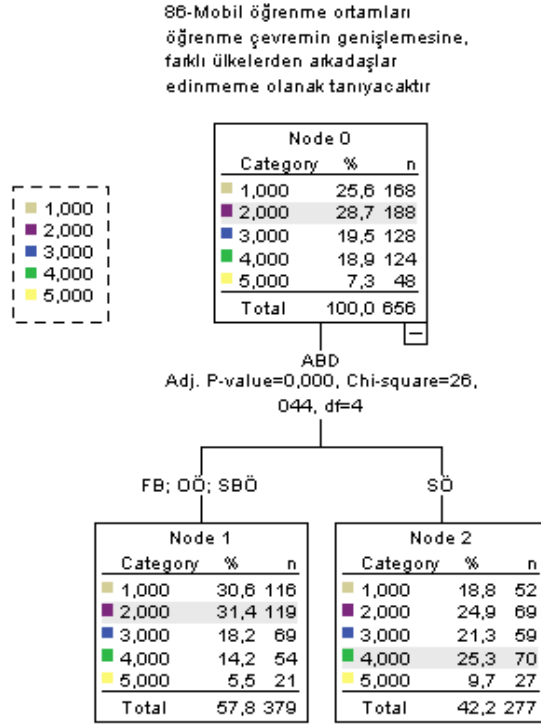 86-Mobil öğrenme ortamları
öğrenme çevremin genişlemesine,
farklı ülkelerden arkadaşlar
edinmeme olanak tanıyacaktır
Node 0
Category % n
1,000 25,6 168
2,000 28,7 188
3,000 19,5 128
4,000 18,9 124
5,000 7,3 48
Total 100,0 656
1,000
2,000
3,000
4,000
5,000
ABD
Adj. P-value=0,000, Chi-square=26,
044, df=4
FB; OÖ; SBÖ
SÖ
Node 1
Category % n
1,000 30,6 116
2,000 31,4 119
3,000 18,2 69
4,000 14,2 54
5,000 5,5 21
Total 57,8 379
Node 2
Category % n
1,000 18,8 52
2,000 24,9 69
3,000 21,3 59
4,000 25,3 70
5,000 9,7 27
Total 42,2 277